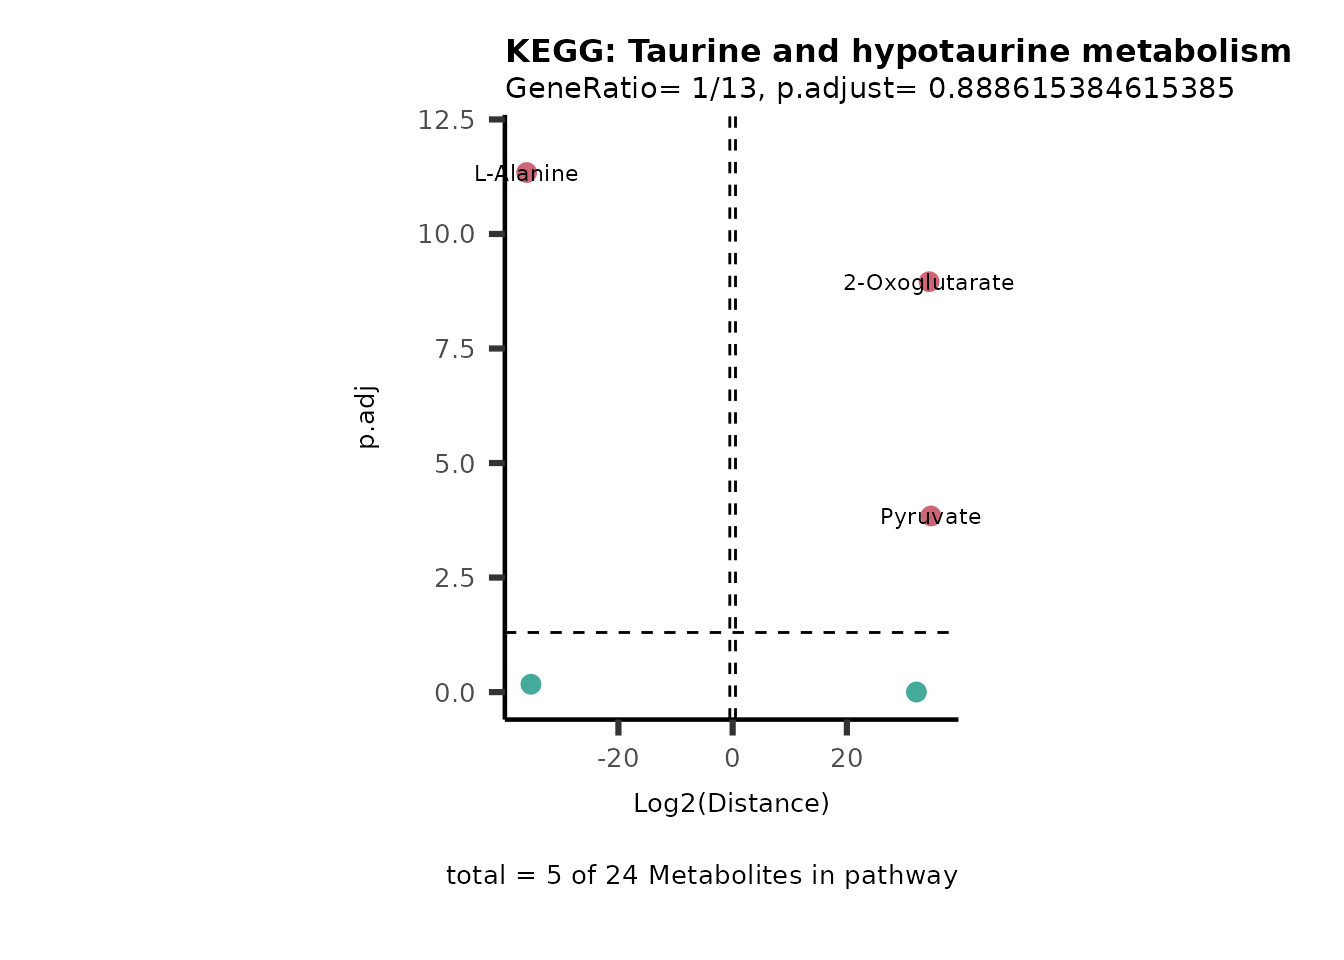 KEGG: Taurine and hypotaurine metabolism
GeneRatio= 1/13, p.adjust= 0.888615384615385
12.5
L-Alanine
10.0
2-Oxoglutarate
7.5
p.adj
5.0
Pyruvate
2.5
0.0
-20 0 20
Log2(Distance)
total = 5 of 24 Metabolites in pathway